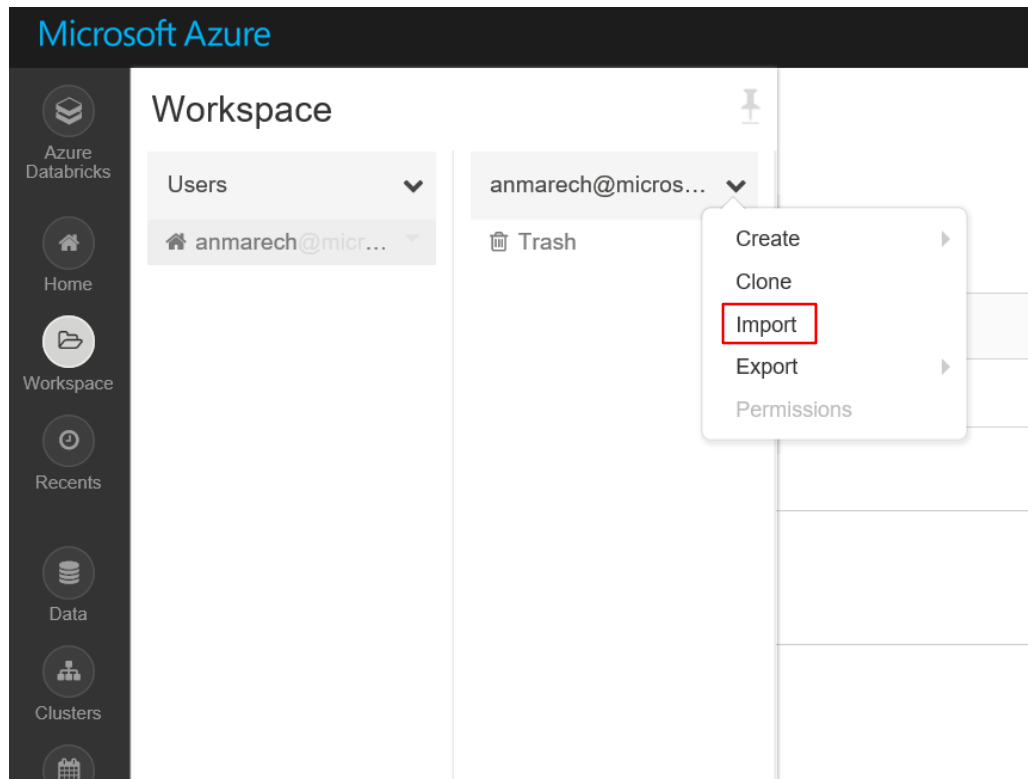 Microsoft Azure
Azure
Databricks
Home
Workspace
Recents
Data
Clusters
Workspace
Users
anmarech@micr...
anmarech@micros...
Trash
Create
Clone
Import
Export
Permissions